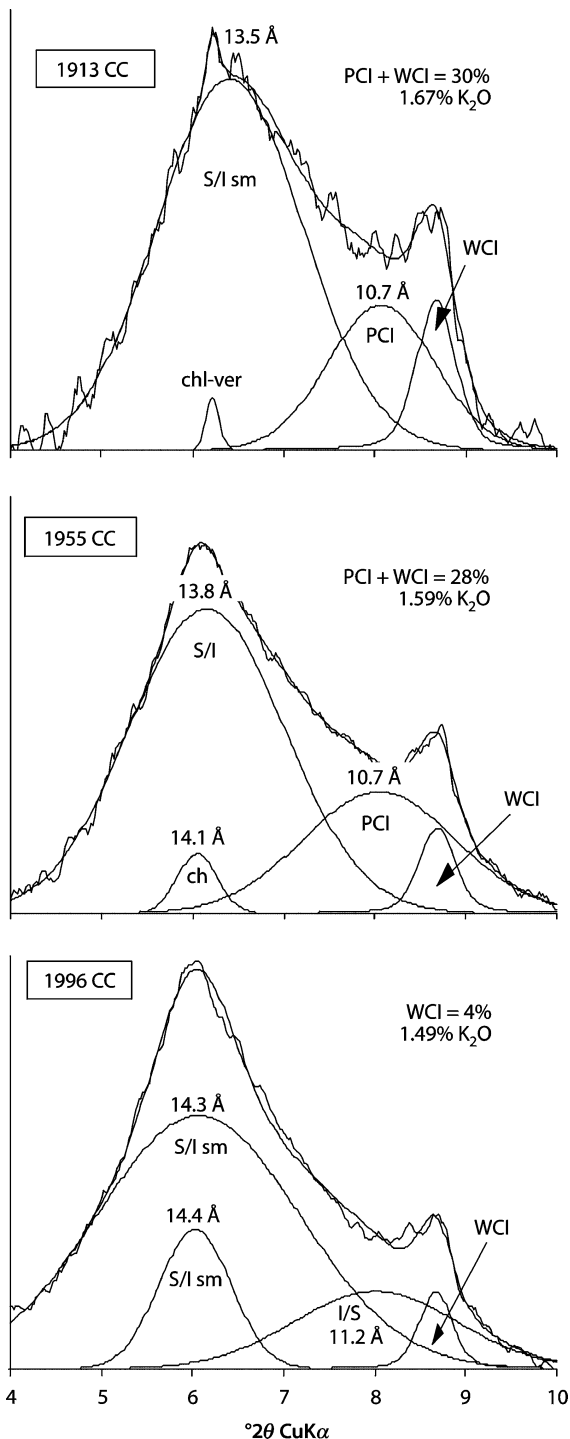 1913 CC
13.5 Å
PCI + WCI = 30%
1.67% K₂O
S/I sm
WCI
10.7 Å
PCI
chl-ver
1955 CC
13.8 Å
PCI + WCI = 28%
1.59% K₂O
S/I
10.7 Å
WCI
PCI
14.1 Å
ch
1996 CC
WCI = 4%
1.49% K₂O
14.3 Å
S/I sm
14.4 Å
WCI
S/I sm
I/S
11.2 Å
4 5 6 7 8 9 10
°2θ CuKα